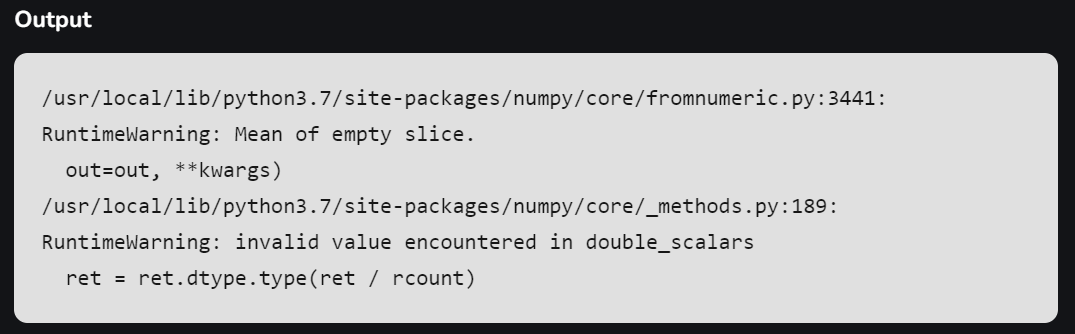 Output
/usr/local/lib/python3.7/site-packages/numpy/core/fromnumeric.py:3441:
RuntimeWarning: Mean of empty slice.
out=out, **kwargs)
/usr/local/lib/python3.7/site-packages/numpy/core/_methods.py:189:
RuntimeWarning: invalid value encountered in double_scalars
ret = ret.dtype.type(ret / rcount)